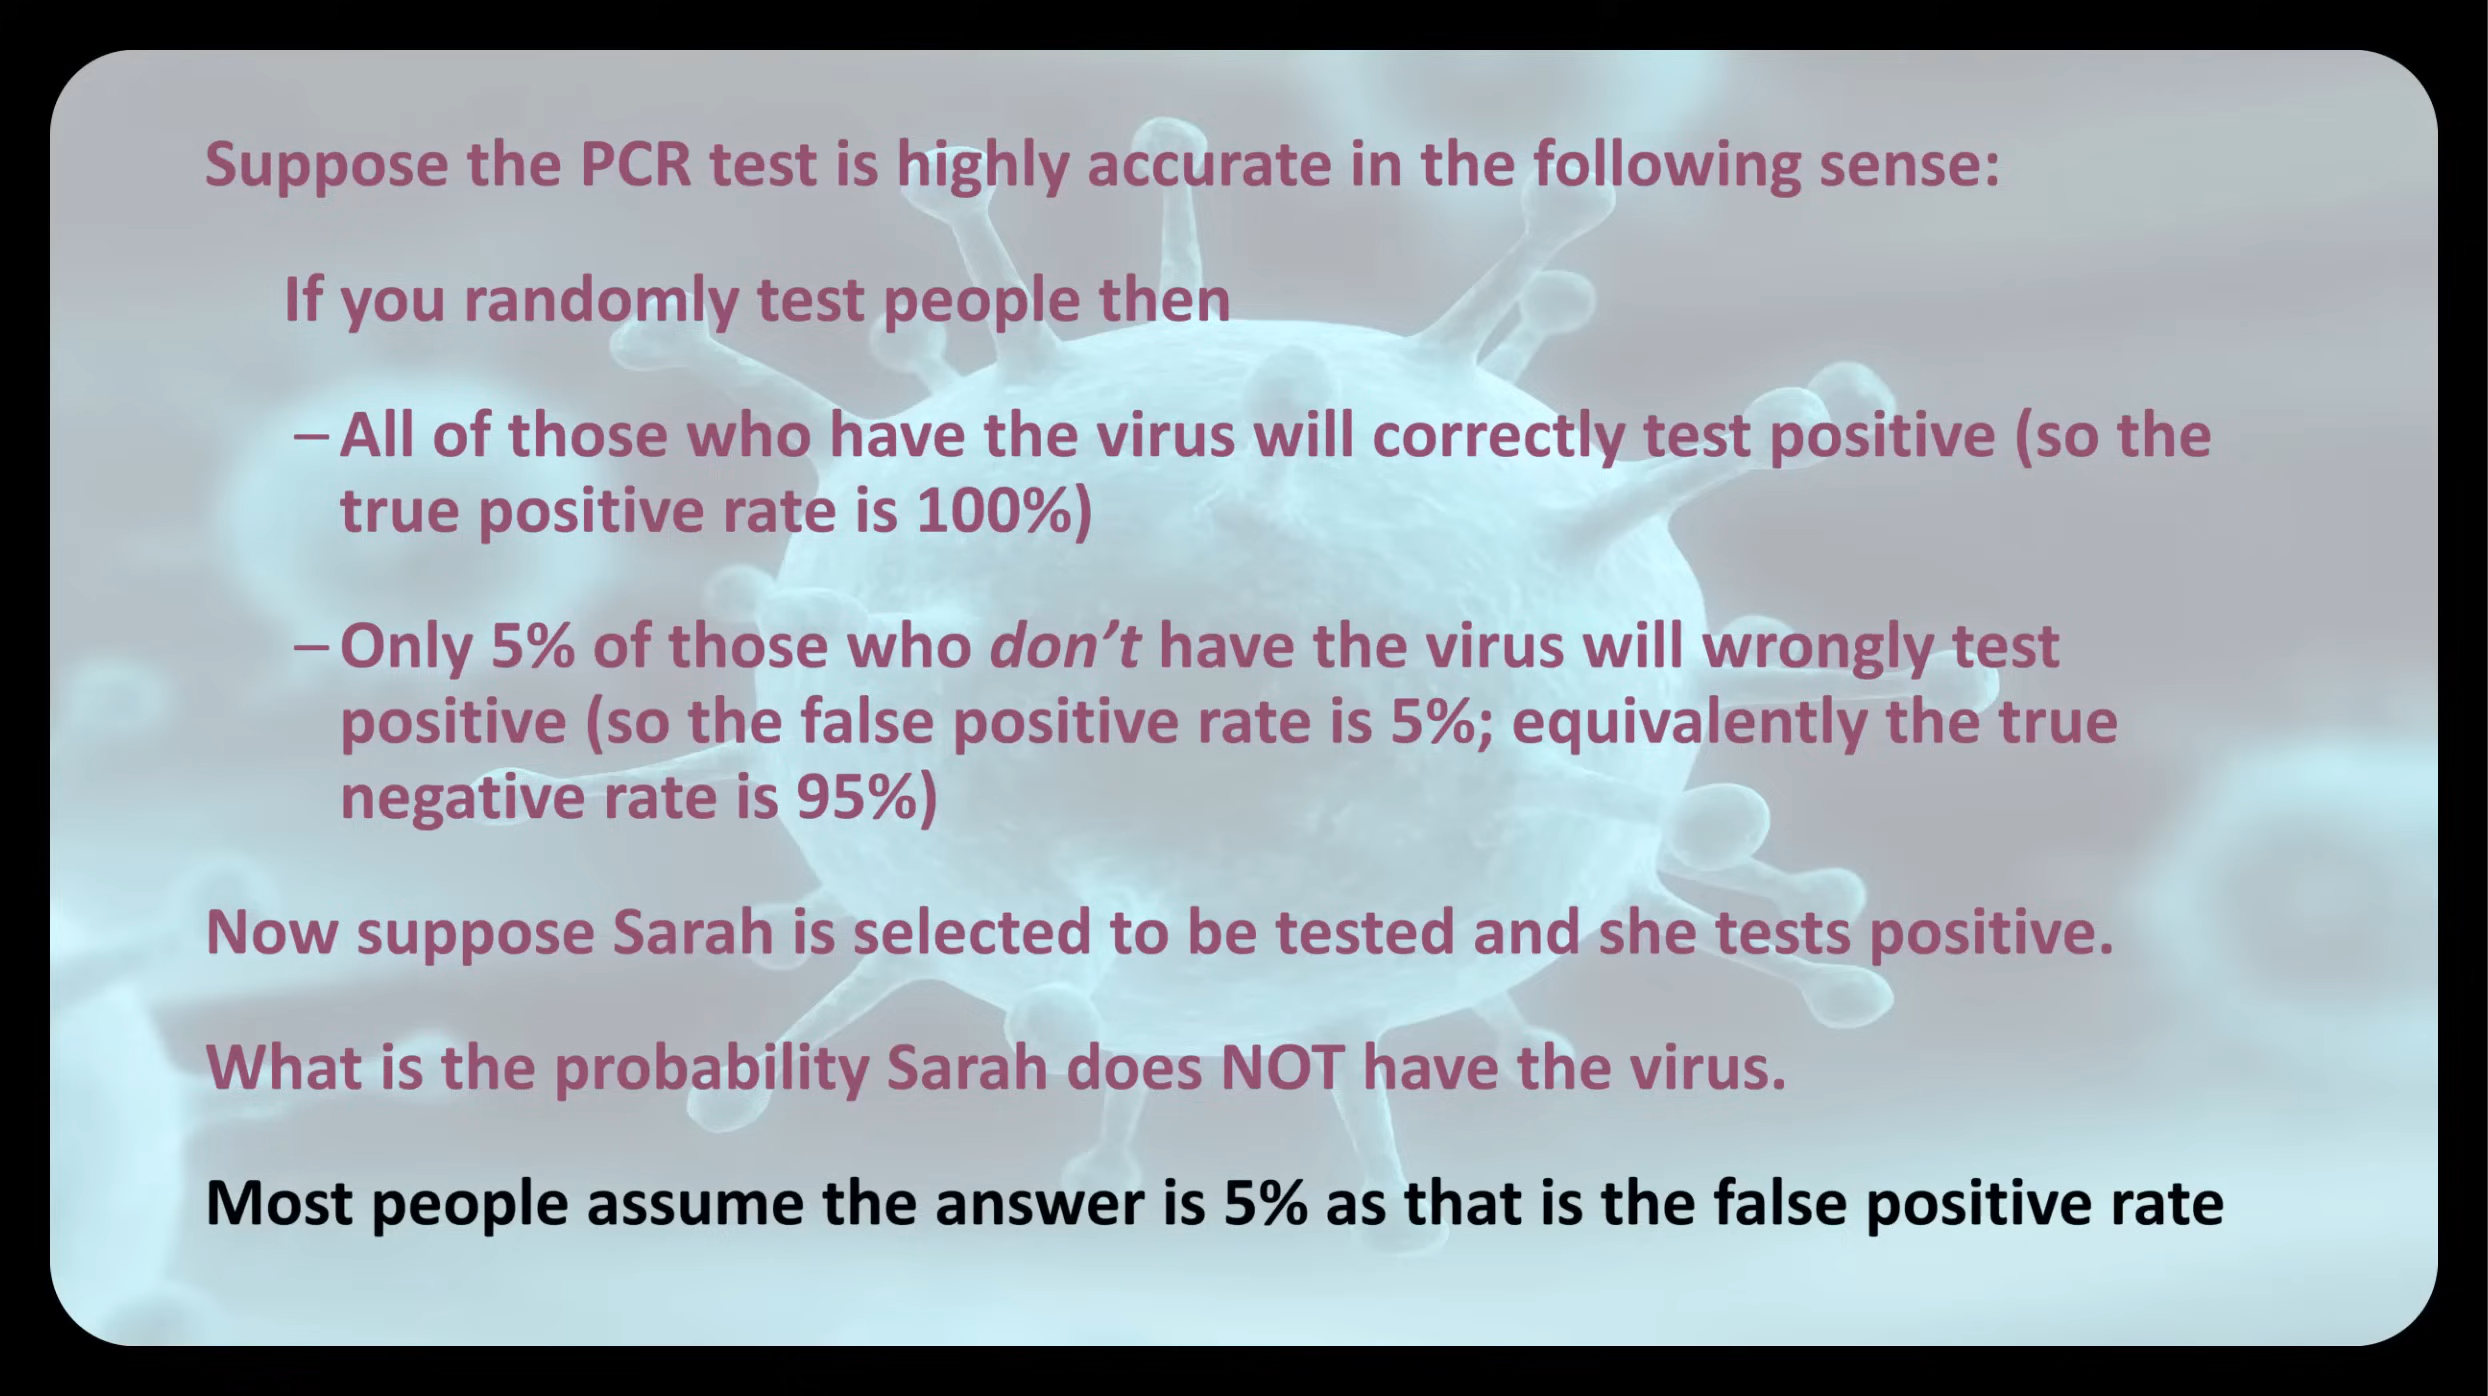 Suppose the PCR test is highly accurate in the following sense:
If you randomly test people then
– All of those who have the virus will correctly test positive (so the
true positive rate is 100%)
– Only 5% of those who don't have the virus will wrongly test
positive (so the false positive rate is 5%; equivalently the true
negative rate is 95%)
Now suppose Sarah is selected to be tested and she tests positive.
What is the probability Sarah does NOT have the virus.
Most people assume the answer is 5% as that is the false positive rate